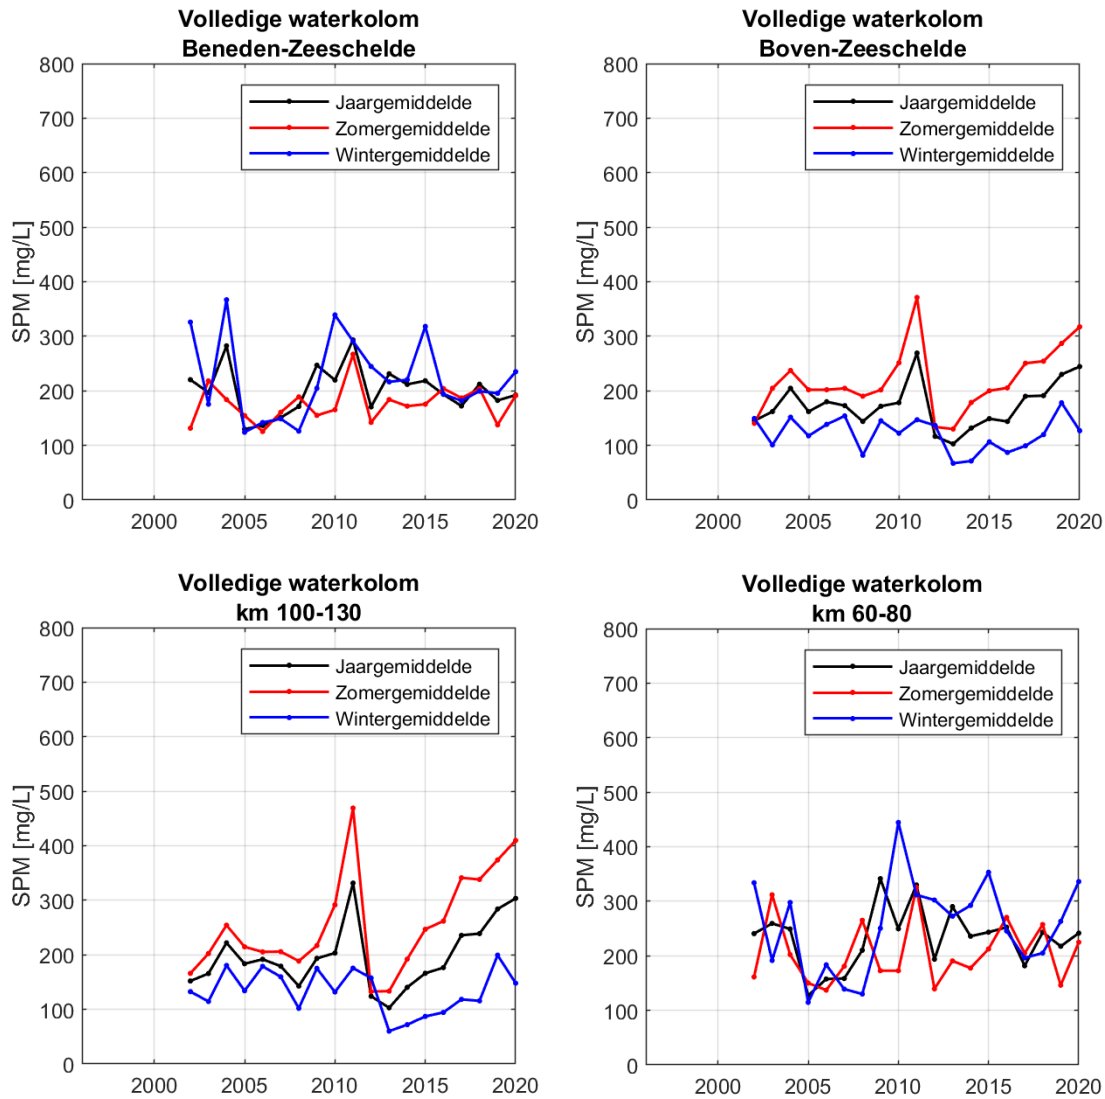 Volledige waterkolom
Beneden-Zeeschelde
SPM [mg/L]
800
700
600
500
400
300
200
100
0
2000 2005 2010 2015 2020
Jaargemiddelde
Zomergemiddelde
Wintergemiddelde
Volledige waterkolom
Boven-Zeeschelde
SPM [mg/L]
800
700
600
500
400
300
200
100
0
2000 2005 2010 2015 2020
Jaargemiddelde
Zomergemiddelde
Wintergemiddelde
Volledige waterkolom
km 100-130
SPM [mg/L]
800
700
600
500
400
300
200
100
0
2000 2005 2010 2015 2020
Jaargemiddelde
Zomergemiddelde
Wintergemiddelde
Volledige waterkolom
km 60-80
SPM [mg/L]
800
700
600
500
400
300
200
100
0
2000 2005 2010 2015 2020
Jaargemiddelde
Zomergemiddelde
Wintergemiddelde